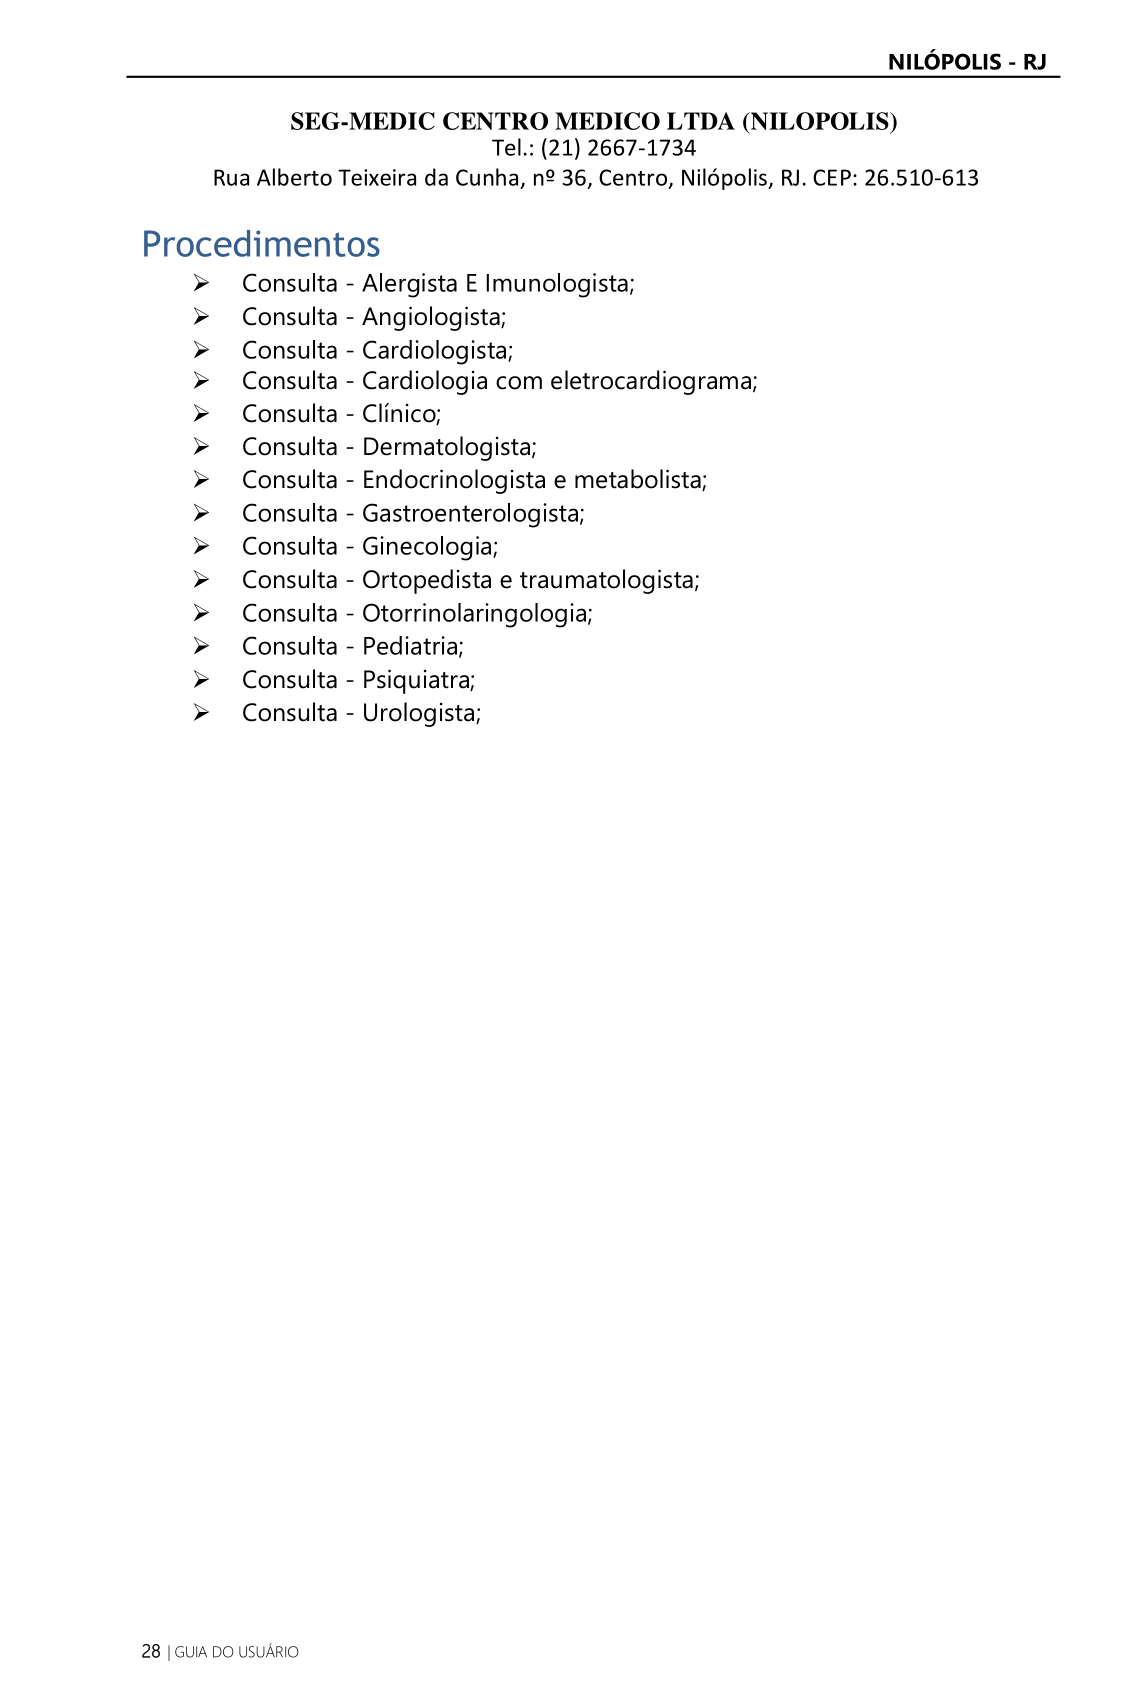 NILÓPOLIS - RJ
SEG-MEDIC CENTRO MEDICO LTDA (NILOPOLIS)
Tel.: (21) 2667-1734
Rua Alberto Teixeira da Cunha, nº 36, Centro, Nilópolis, RJ. CEP: 26.510-613
Procedimentos
➢ Consulta - Alergista E Imunologista;
➢ Consulta - Angiologista;
➢ Consulta - Cardiologista;
➢ Consulta - Cardiologia com eletrocardiograma;
➢ Consulta - Clínico;
➢ Consulta - Dermatologista;
➢ Consulta - Endocrinologista e metabolista;
➢ Consulta - Gastroenterologista;
➢ Consulta - Ginecologia;
➢ Consulta - Ortopedista e traumatologista;
➢ Consulta - Otorrinolaringologia;
➢ Consulta - Pediatria;
➢ Consulta - Psiquiatra;
➢ Consulta - Urologista;
28 | GUIA DO USUÁRIO